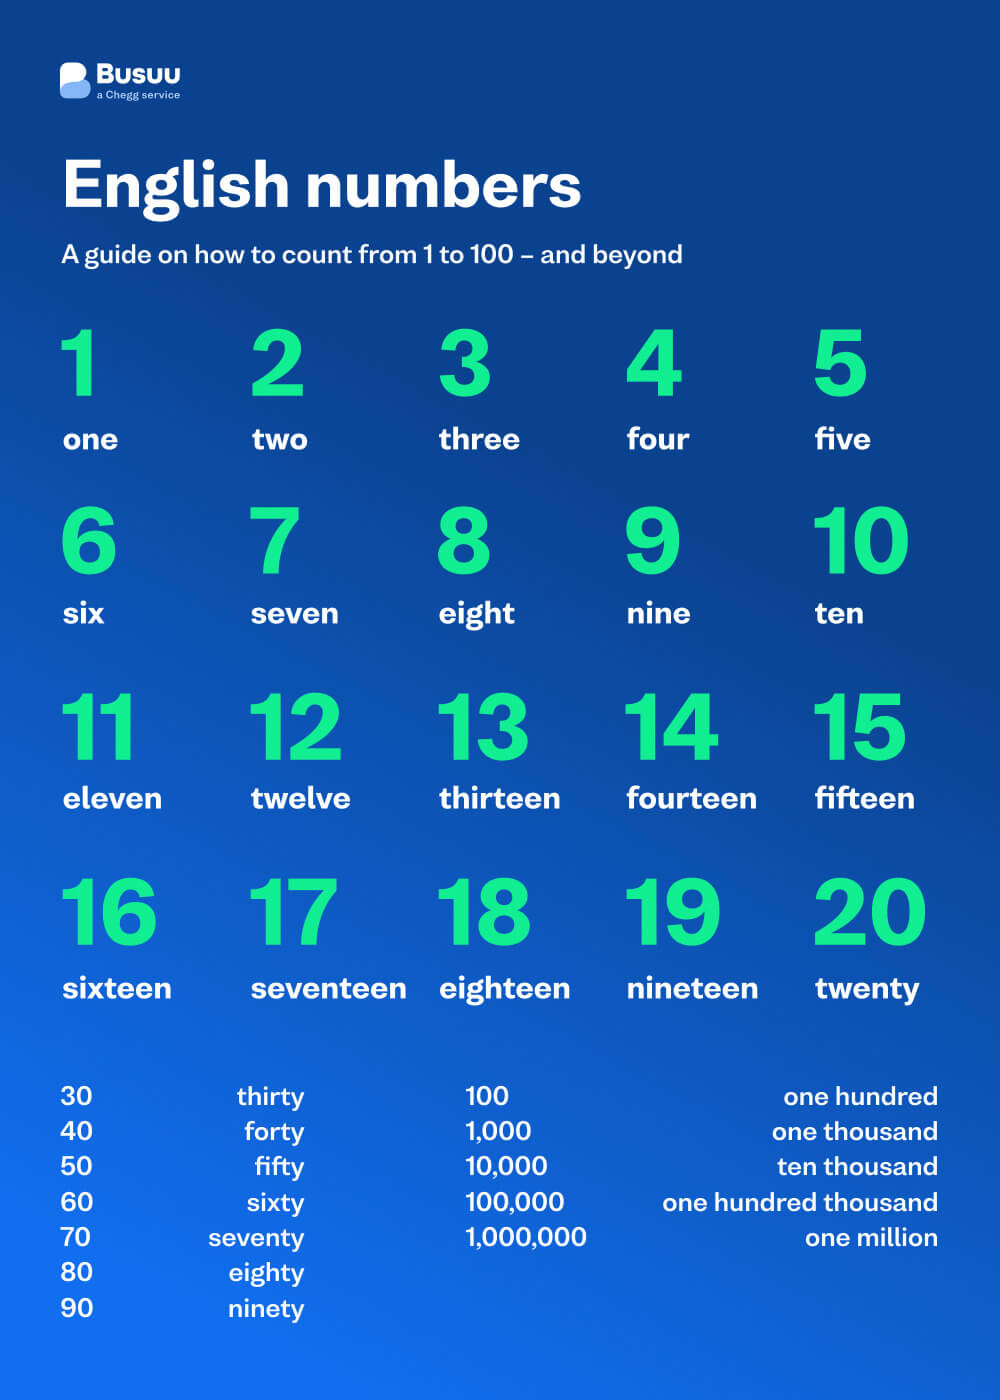 Busuu
a Chegg service
English numbers
A guide on how to count from 1 to 100 – and beyond
1 2 3 4 5
one two three four five
6 7 8 9 10
six seven eight nine ten
11 12 13 14 15
eleven twelve thirteen fourteen fifteen
16 17 18 19 20
sixteen seventeen eighteen nineteen twenty
30 thirty 100 one hundred
40 forty 1,000 one thousand
50 fifty 10,000 ten thousand
60 sixty 100,000 one hundred thousand
70 seventy 1,000,000 one million
80 eighty
90 ninety